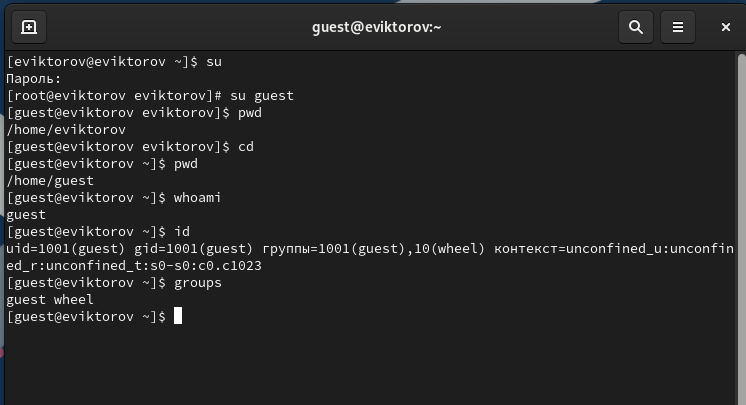 guest@eviktorov:~
[eviktorov@eviktorov ~]$ su
Пароль:
[root@eviktorov eviktorov]# su guest
[guest@eviktorov eviktorov]$ pwd
/home/eviktorov
[guest@eviktorov eviktorov]$ cd
[guest@eviktorov ~]$ pwd
/home/guest
[guest@eviktorov ~]$ whoami
guest
[guest@eviktorov ~]$ id
uid=1001(guest) gid=1001(guest) группы=1001(guest),10(wheel) контекст=unconfined_u:unconfin
ed_r:unconfined_t:s0-s0:c0.c1023
[guest@eviktorov ~]$ groups
guest wheel
[guest@eviktorov ~]$